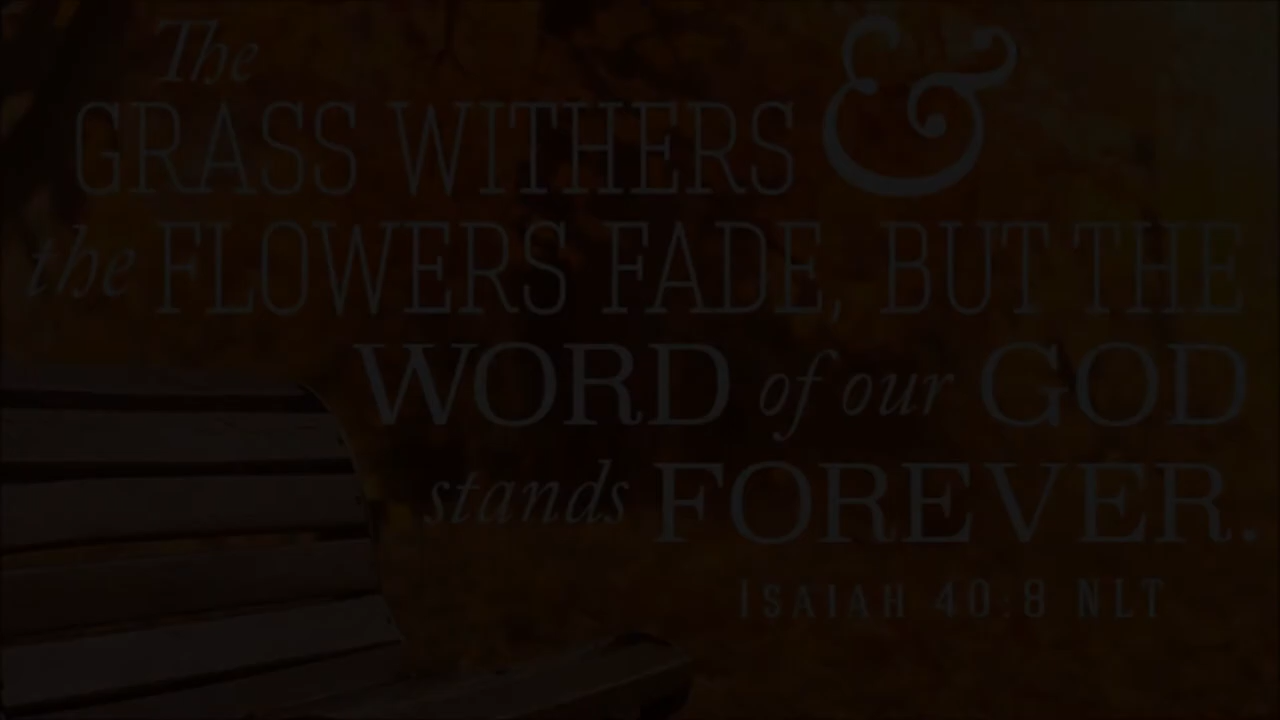 The
GRASS WITHERS &
the FLOWERS FADE, BUT THE
WORD of our GOD
stands FOREVER.
ISAIAH 40:8 NLT